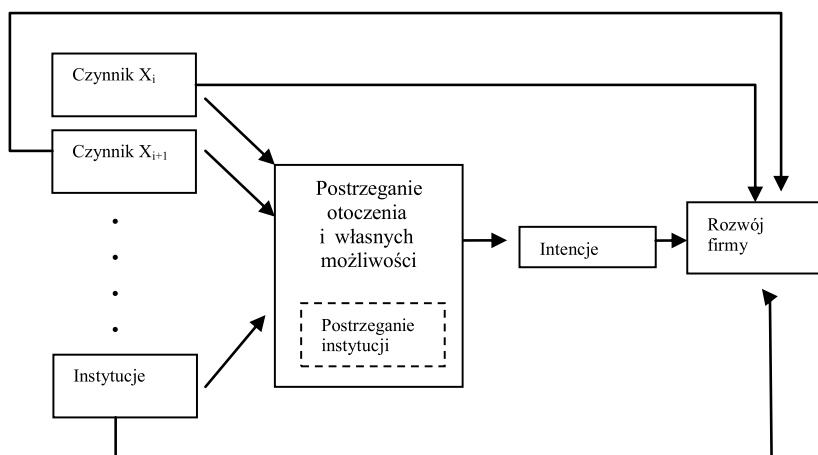 Czynnik Xi
Czynnik Xi+1
Postrzeganie
otoczenia
i własnych
możliwości
Postrzeganie
instytucji
Instytucje
Intencje
Rozwój
firmy